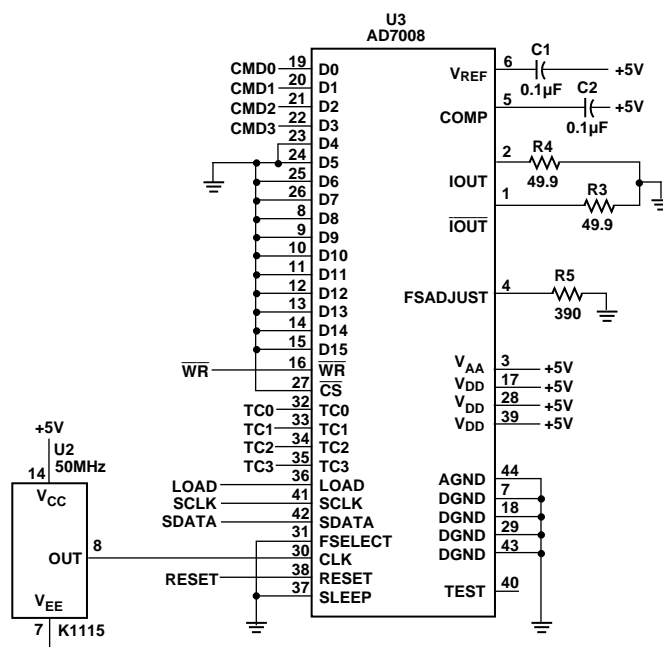 U3
AD7008
CMD0 19 D0
CMD1 20 D1
CMD2 21 D2
CMD3 22 D3
23 D4
24 D5
25 D6
26 D7
8 D8
9 D9
10 D10
11 D11
12 D12
13 D13
14 D14
15 D15
WR 16 WR
27 CS
TC0 32 TC0
TC1 33 TC1
TC2 34 TC2
TC3 35 TC3
LOAD 36 LOAD
SCLK 41 SCLK
SDATA 42 SDATA
31 FSELECT
30 CLK
RESET 38 RESET
37 SLEEP
VREF 6 C1 0.1µF +5V
COMP 5 C2 0.1µF +5V
IOUT 2 R4 49.9
IOUT 1 R3 49.9
FSADJUST 4 R5 390
VAA 3 +5V
VDD 17 +5V
VDD 28 +5V
VDD 39 +5V
AGND 44
DGND 7
DGND 18
DGND 29
DGND 43
TEST 40
+5V
U2
50MHz
14
VCC
OUT 8
VEE
7 K1115